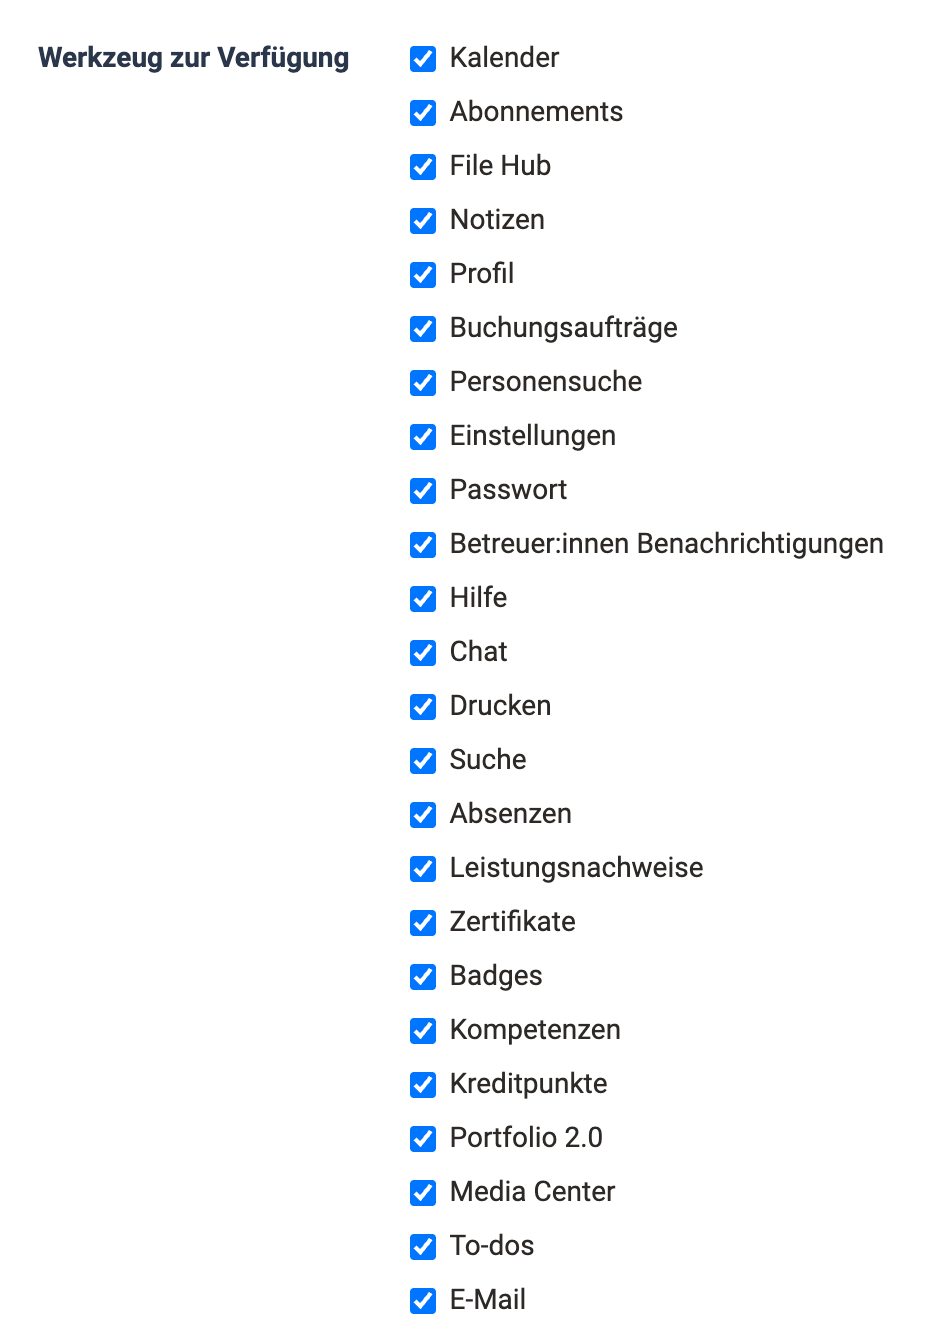 Werkzeug zur Verfügung
Kalender
Abonnements
File Hub
Notizen
Profil
Buchungsaufträge
Personensuche
Einstellungen
Passwort
Betreuer:innen Benachrichtigungen
Hilfe
Chat
Drucken
Suche
Absenzen
Leistungsnachweise
Zertifikate
Badges
Kompetenzen
Kreditpunkte
Portfolio 2.0
Media Center
To-dos
E-Mail